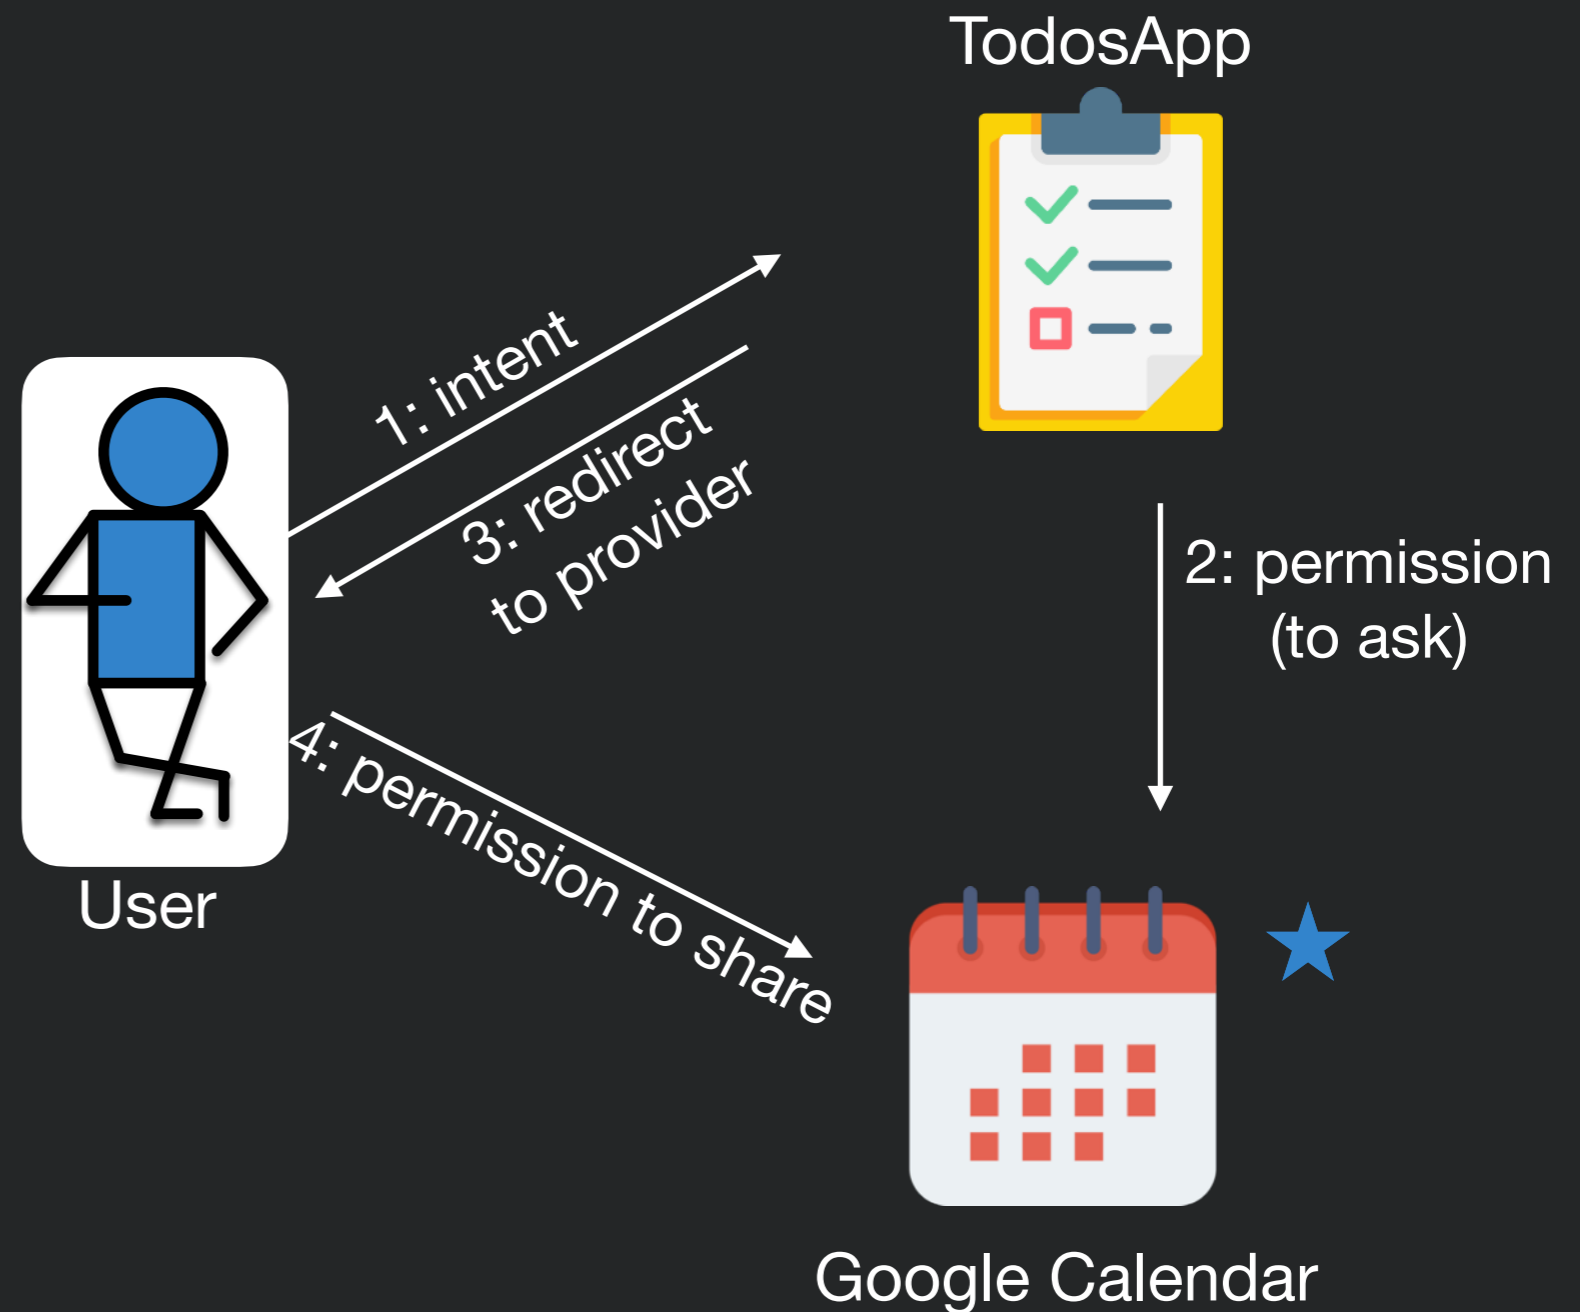 TodosApp
1: intent
3: redirect
to provider
2: permission
(to ask)
4: permission to share
User
Google Calendar